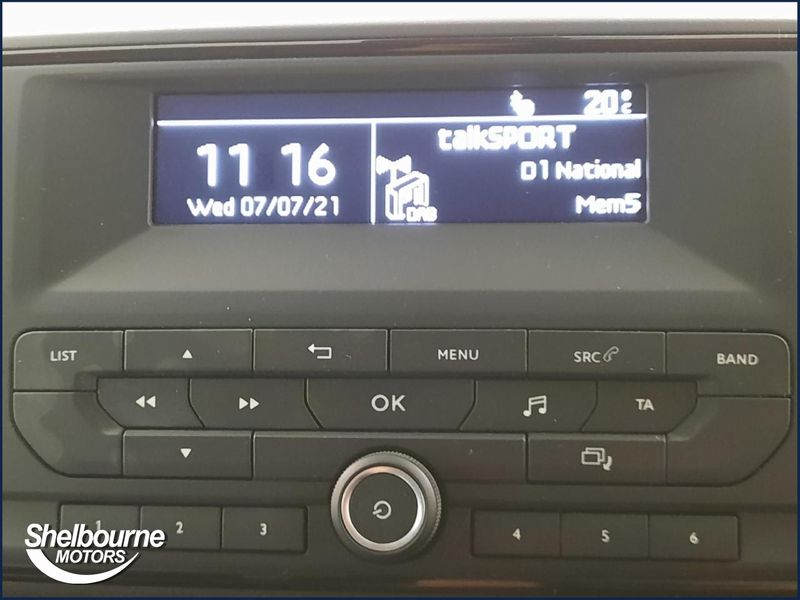 20°C
11 16
Wed 07/07/21
talkSPORT
D1 National
DAB
Mem5
LIST
MENU
SRC
BAND
OK
TA
1 2 3 4 5 6
Shelbourne
MOTORS